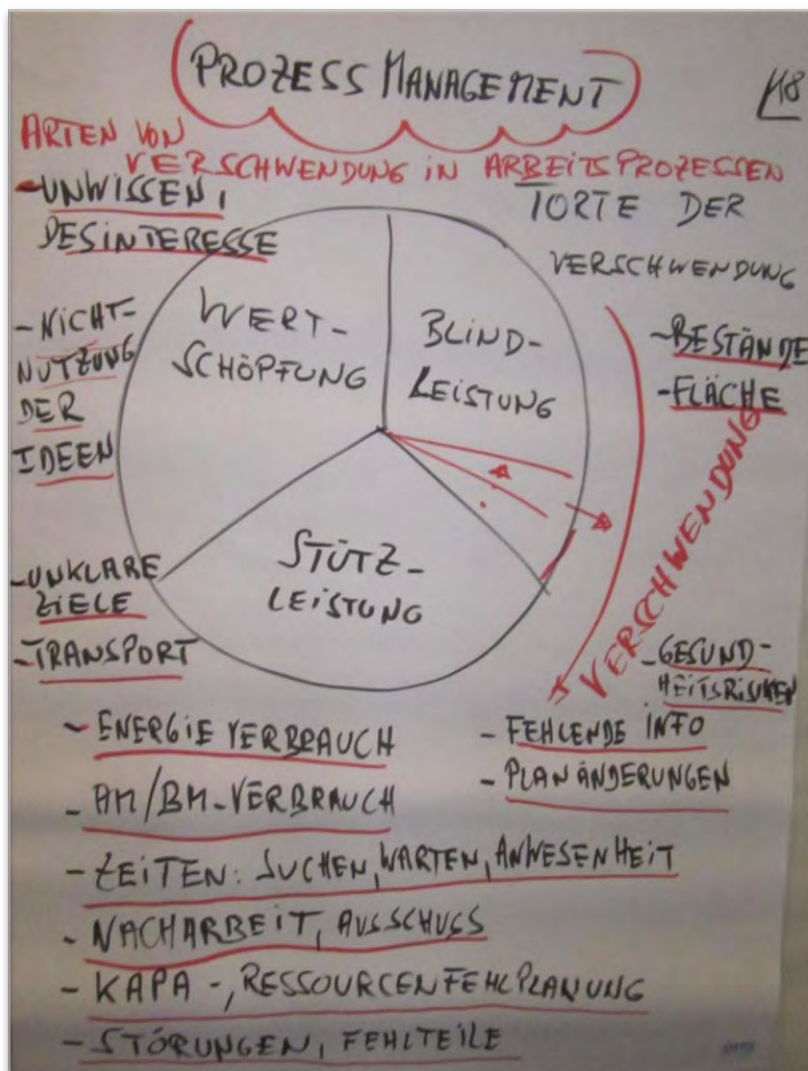 PROZESS MANAGEMENT
18
ARTEN VON
VERSCHWENDUNG IN ARBEITSPROZESSEN
TORTE DER
VERSCHWENDUNG
- UNWISSEN,
DESINTERESSE
- NICHT-
NUTZUNG
DER
IDEEN
- UNKLARE
ZIELE
- TRANSPORT
WERT-
SCHÖPFUNG
BLIND-
LEISTUNG
STÜTZ-
LEISTUNG
- BESTÄNDE
- FLÄCHE
VERSCHWENDUNG
- GESUND-
HEITSRISIKEN
- FEHLENDE INFO
- PLANÄNDERUNGEN
- ENERGIEVERBRAUCH
- AM/BM-VERBRAUCH
- ZEITEN: SUCHEN, WARTEN, ANWESENHEIT
- NACHARBEIT, AUSSCHUSS
- KAPA-, RESSOURCENFEHLPLANUNG
- STÖRUNGEN, FEHLTEILE